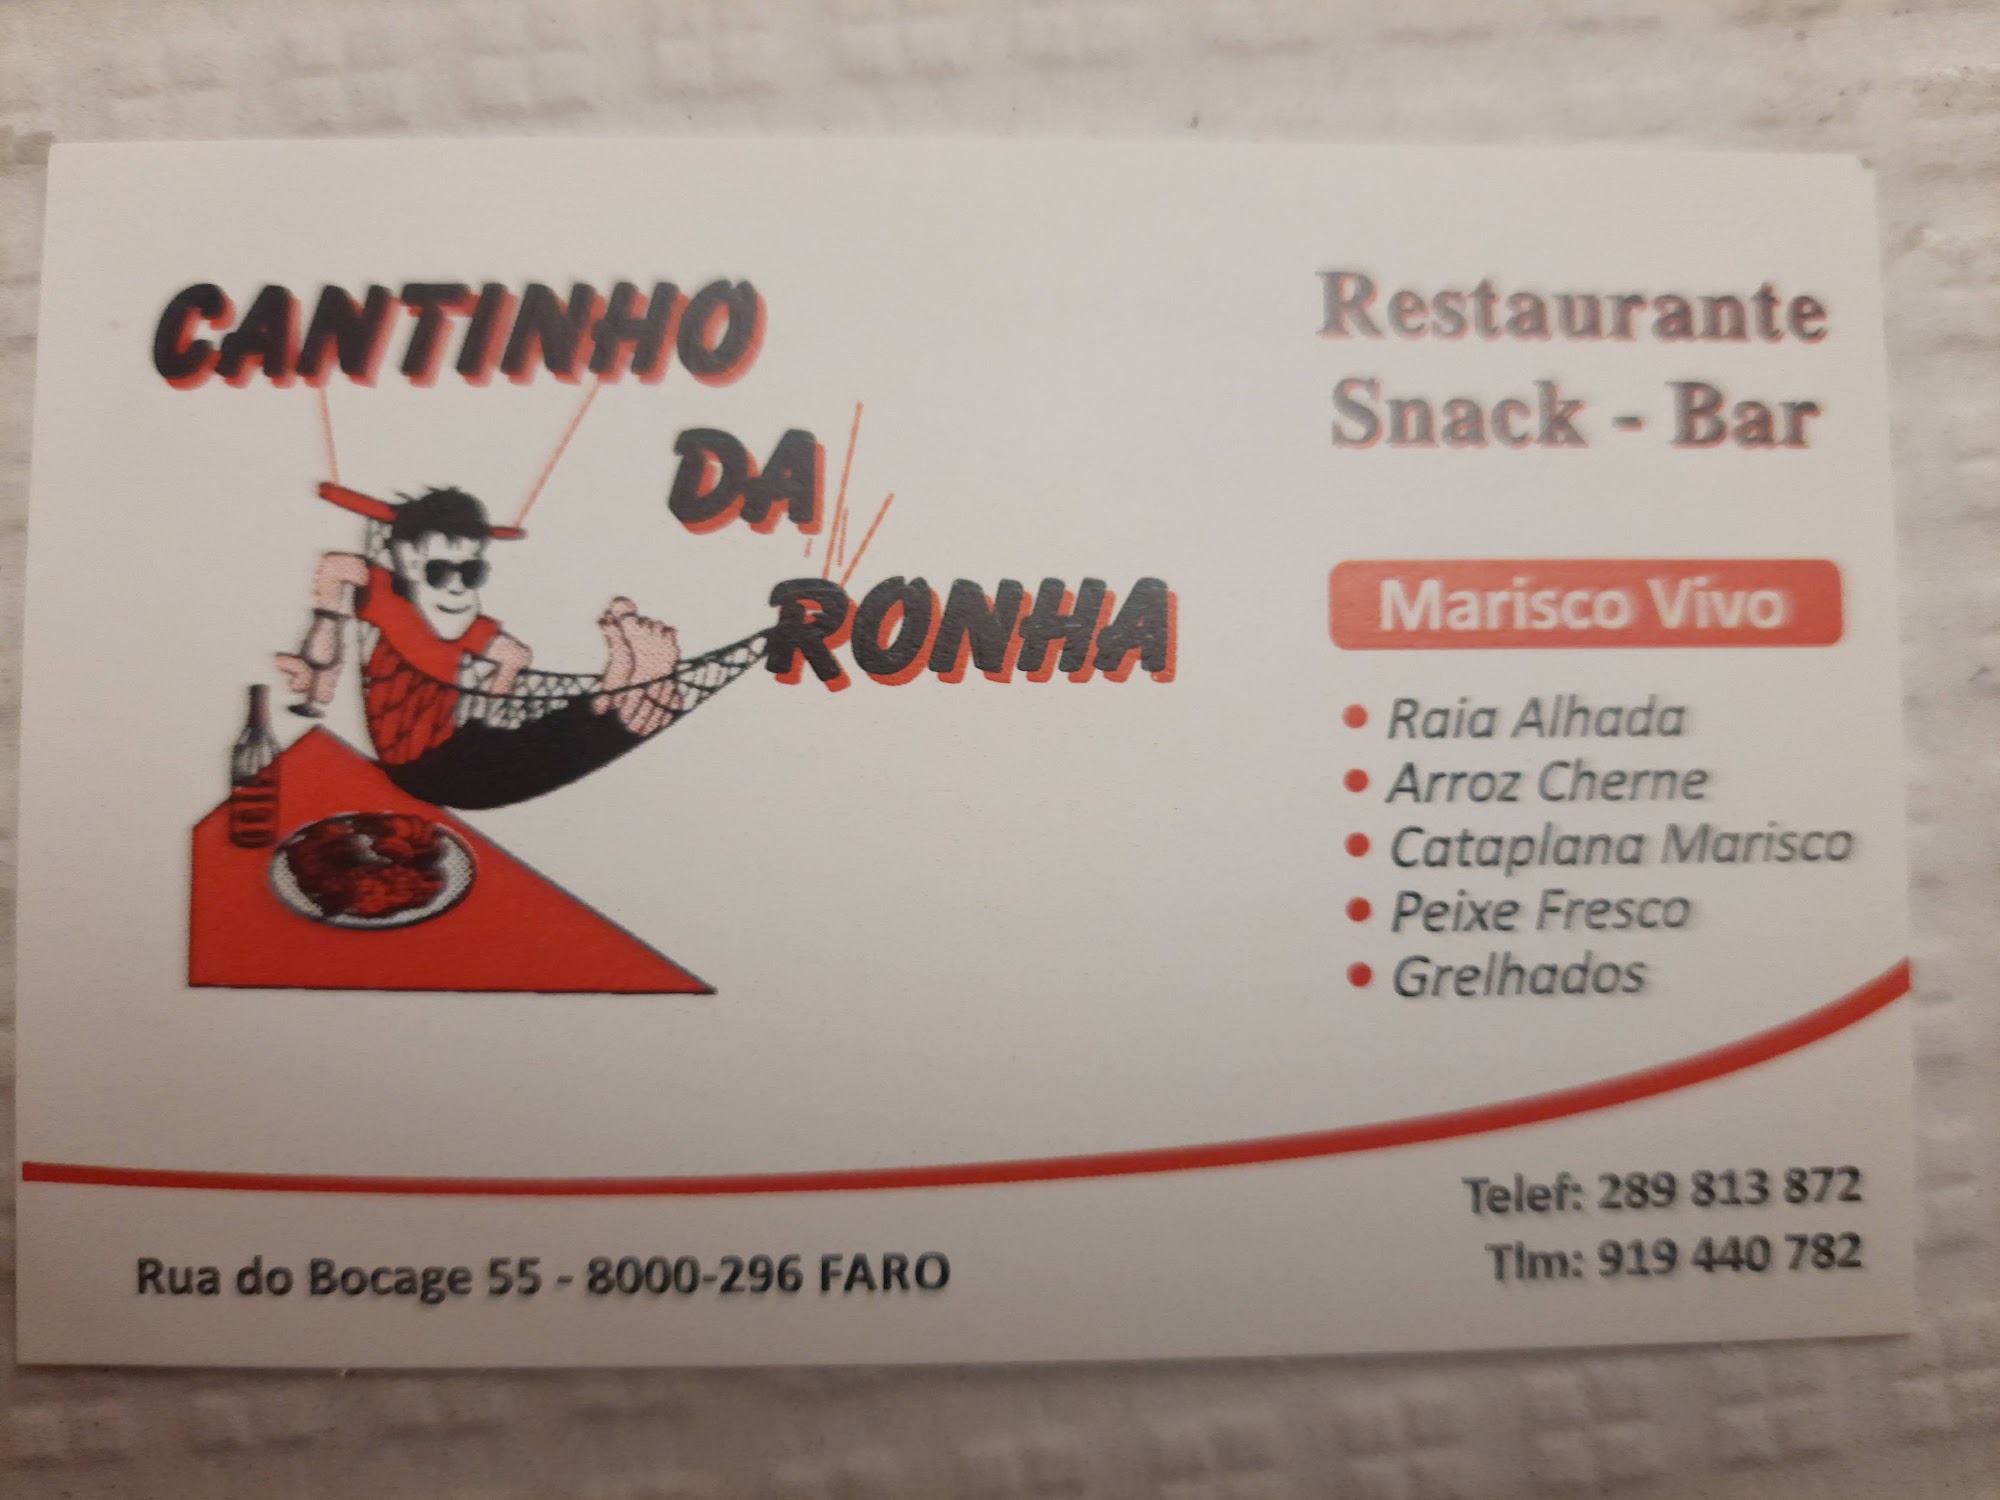 CANTINHO
DA
RONHA
Restaurante
Snack - Bar
Marisco Vivo
• Raia Alhada
• Arroz Cherne
• Cataplana Marisco
• Peixe Fresco
• Grelhados
Telef: 289 813 872
Tlm: 919 440 782
Rua do Bocage 55 - 8000-296 FARO